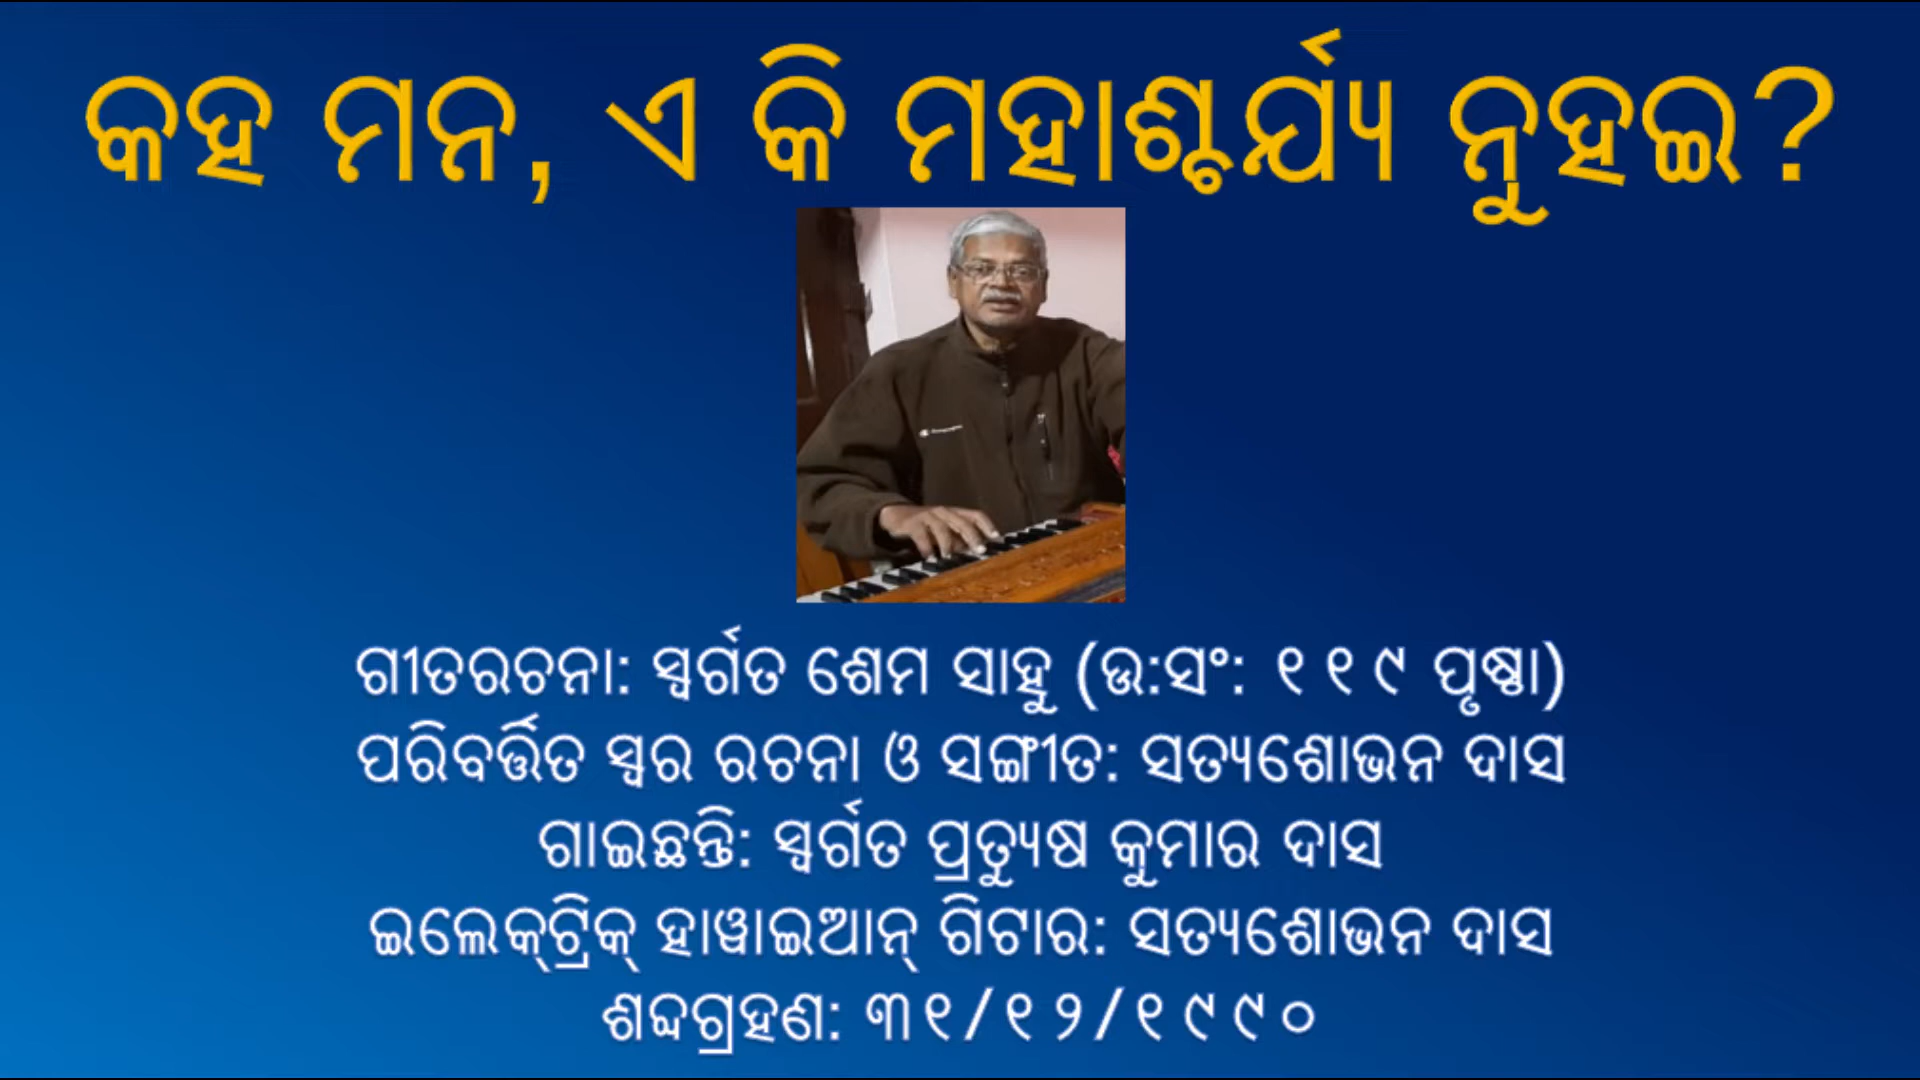 କହ ମନ, ଏ କି ମହାଶ୍ଚର୍ଯ୍ୟ ନୁହଇ?
ଗୀତରଚନା: ସ୍ୱର୍ଗତ ଶେମ ସାହୁ (ଉ:ସଂ: ୧୧୯ ପୃଷ୍ଠା)
ପରିବର୍ତ୍ତିତ ସ୍ୱର ରଚନା ଓ ସଙ୍ଗୀତ: ସତ୍ୟଶୋଭନ ଦାସ
ଗାଇଛନ୍ତି: ସ୍ୱର୍ଗତ ପ୍ରତ୍ୟୁଷ କୁମାର ଦାସ
ଇଲେକ୍‌ଟ୍ରିକ୍ ହାୱାଇଆନ୍ ଗିଟାର: ସତ୍ୟଶୋଭନ ଦାସ
ଶବ୍ଦଗ୍ରହଣ: ୩୧/୧୨/୧୯୯୦